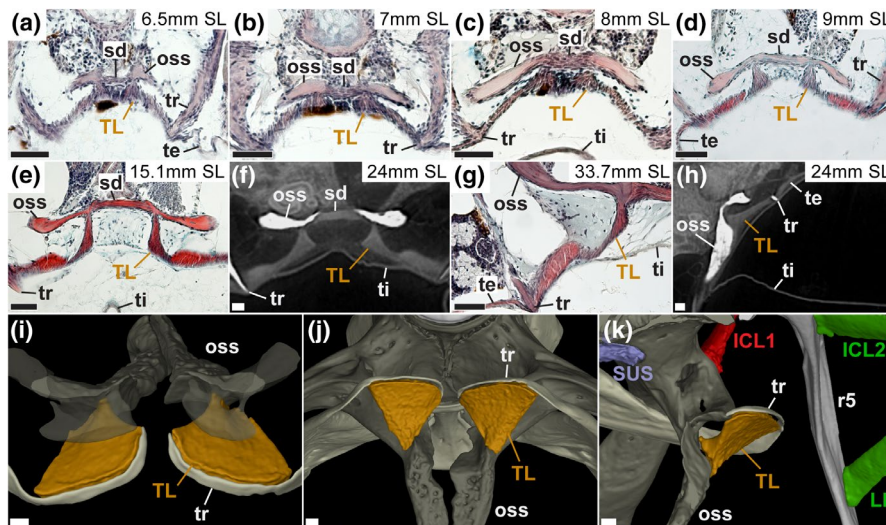 (a) 6.5mm SL
sd oss
tr
TL
te
(b) 7mm SL
oss sd
TL
tr
(c) 8mm SL
oss sd
TL
tr ti
(d) 9mm SL
sd
oss
TL
tr
te
(e) 15.1mm SL
sd
oss
TL
tr ti
(f) 24mm SL
oss sd
TL
tr ti
(g) 33.7mm SL
oss
TL
te tr ti
(h) 24mm SL
te
tr
oss TL
ti
(i)
oss
TL
tr
(j)
tr
TL
oss
(k)
ICL1 ICL2
SUS
tr
r5
TL
oss